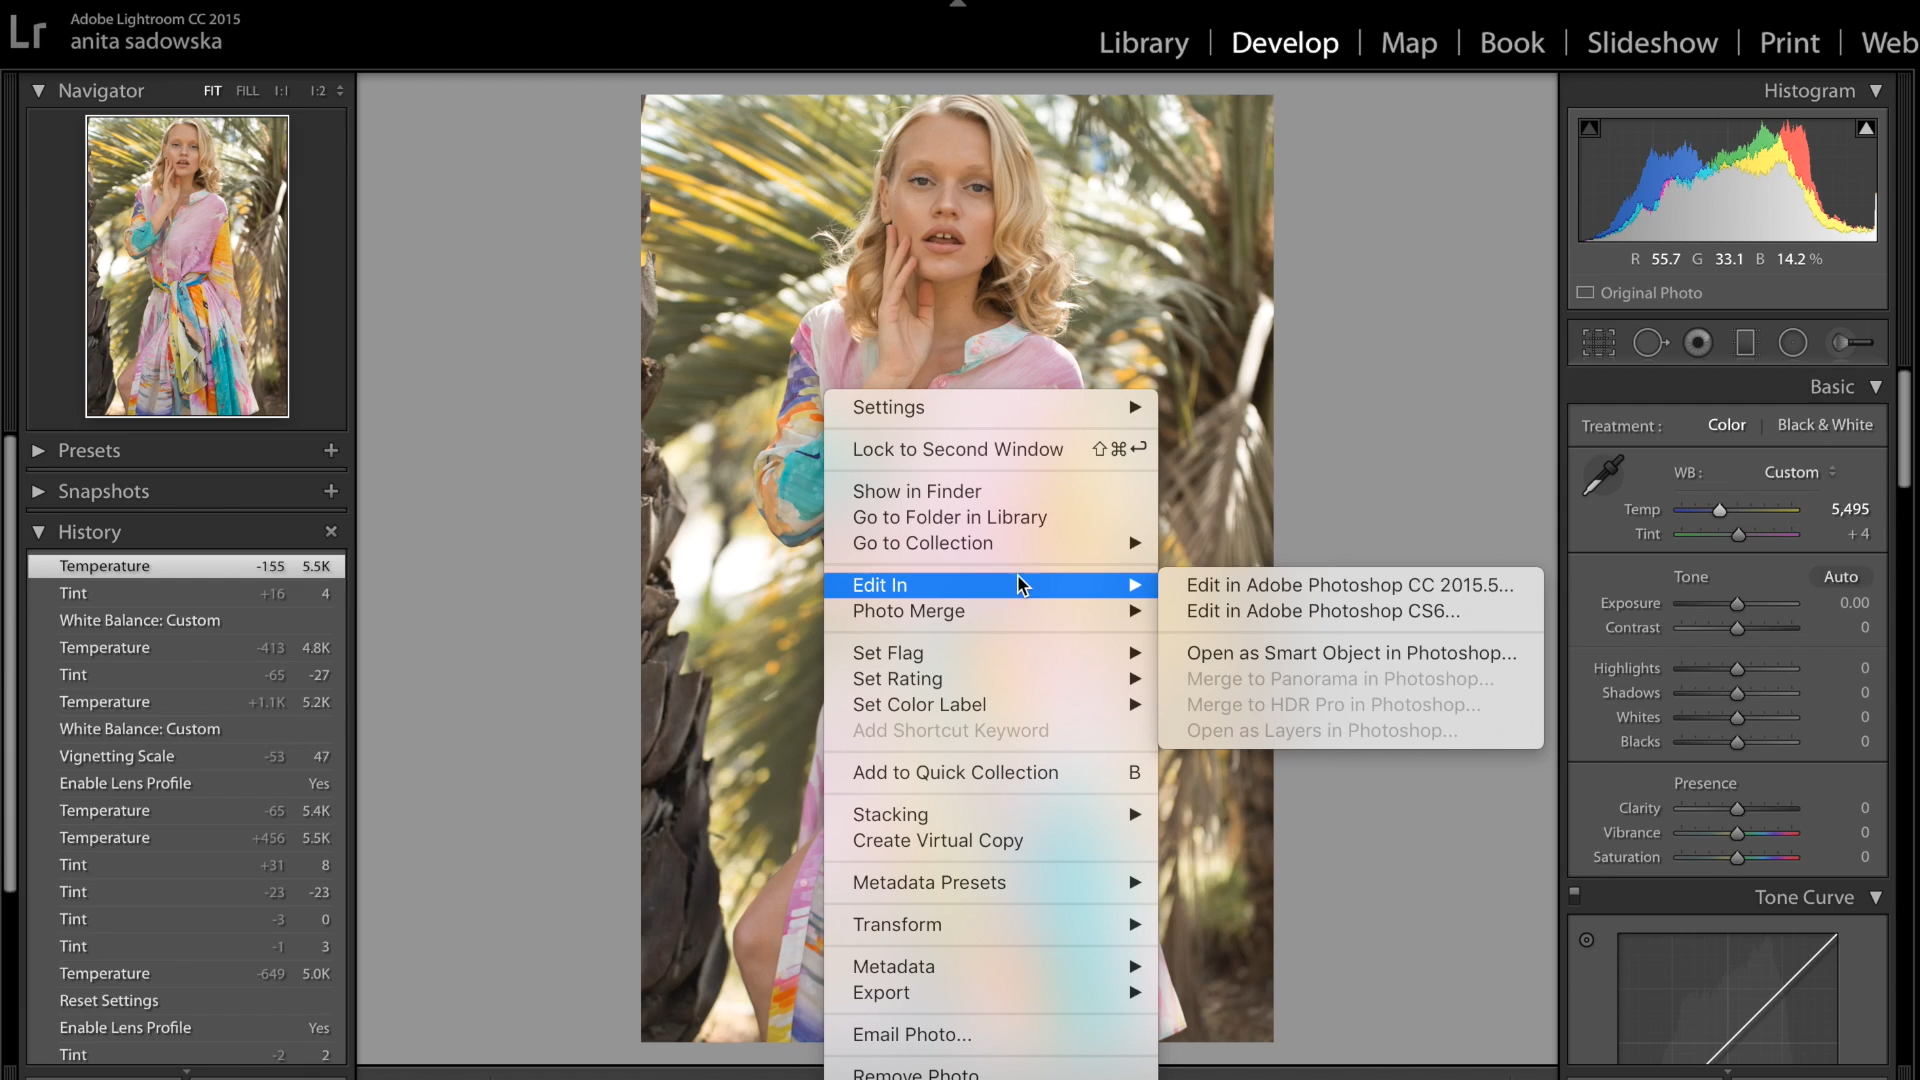 Lr
Adobe Lightroom CC 2015
anita sadowska
Library | Develop | Map | Book | Slideshow | Print | Web
Navigator FIT FILL 1:1 1:2
Presets +
Snapshots +
History ×
Temperature -155 5.5K
Tint +16 4
White Balance: Custom
Temperature -413 4.8K
Tint -65 -27
Temperature +1.1K 5.2K
White Balance: Custom
Vignetting Scale -53 47
Enable Lens Profile Yes
Temperature -65 5.4K
Temperature +456 5.5K
Tint +31 8
Tint -23 -23
Tint -3 0
Tint -1 3
Temperature -649 5.0K
Reset Settings
Enable Lens Profile Yes
Tint -2 2
Settings
Lock to Second Window ⇧⌘↩
Show in Finder
Go to Folder in Library
Go to Collection
Edit In
Photo Merge
Set Flag
Set Rating
Set Color Label
Add Shortcut Keyword
Add to Quick Collection B
Stacking
Create Virtual Copy
Metadata Presets
Transform
Metadata
Export
Email Photo...
Remove Photo
Edit in Adobe Photoshop CC 2015.5...
Edit in Adobe Photoshop CS6...
Open as Smart Object in Photoshop...
Merge to Panorama in Photoshop...
Merge to HDR Pro in Photoshop...
Open as Layers in Photoshop...
Histogram
R 55.7 G 33.1 B 14.2 %
Original Photo
Basic
Treatment : Color | Black & White
WB : Custom
Temp 5,495
Tint + 4
Tone Auto
Exposure 0.00
Contrast 0
Highlights 0
Shadows 0
Whites 0
Blacks 0
Presence
Clarity 0
Vibrance 0
Saturation 0
Tone Curve